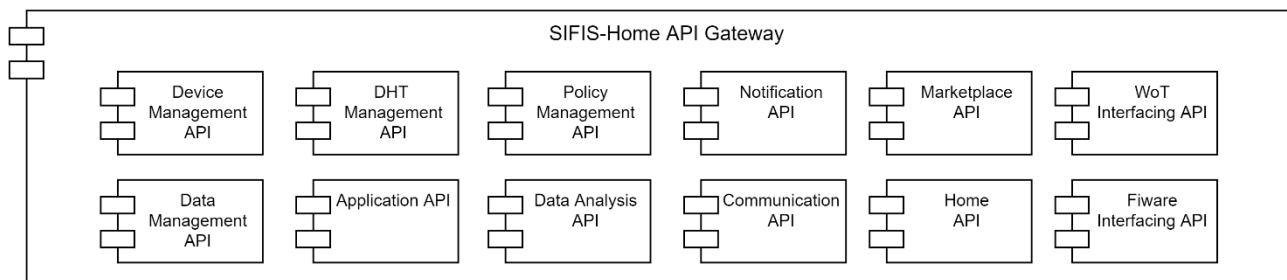 SIFIS-Home API Gateway
Device
Management
API
DHT
Management
API
Policy
Management
API
Notification
API
Marketplace
API
WoT
Interfacing API
Data
Management
API
Application API
Data Analysis
API
Communication
API
Home
API
Fiware
Interfacing API